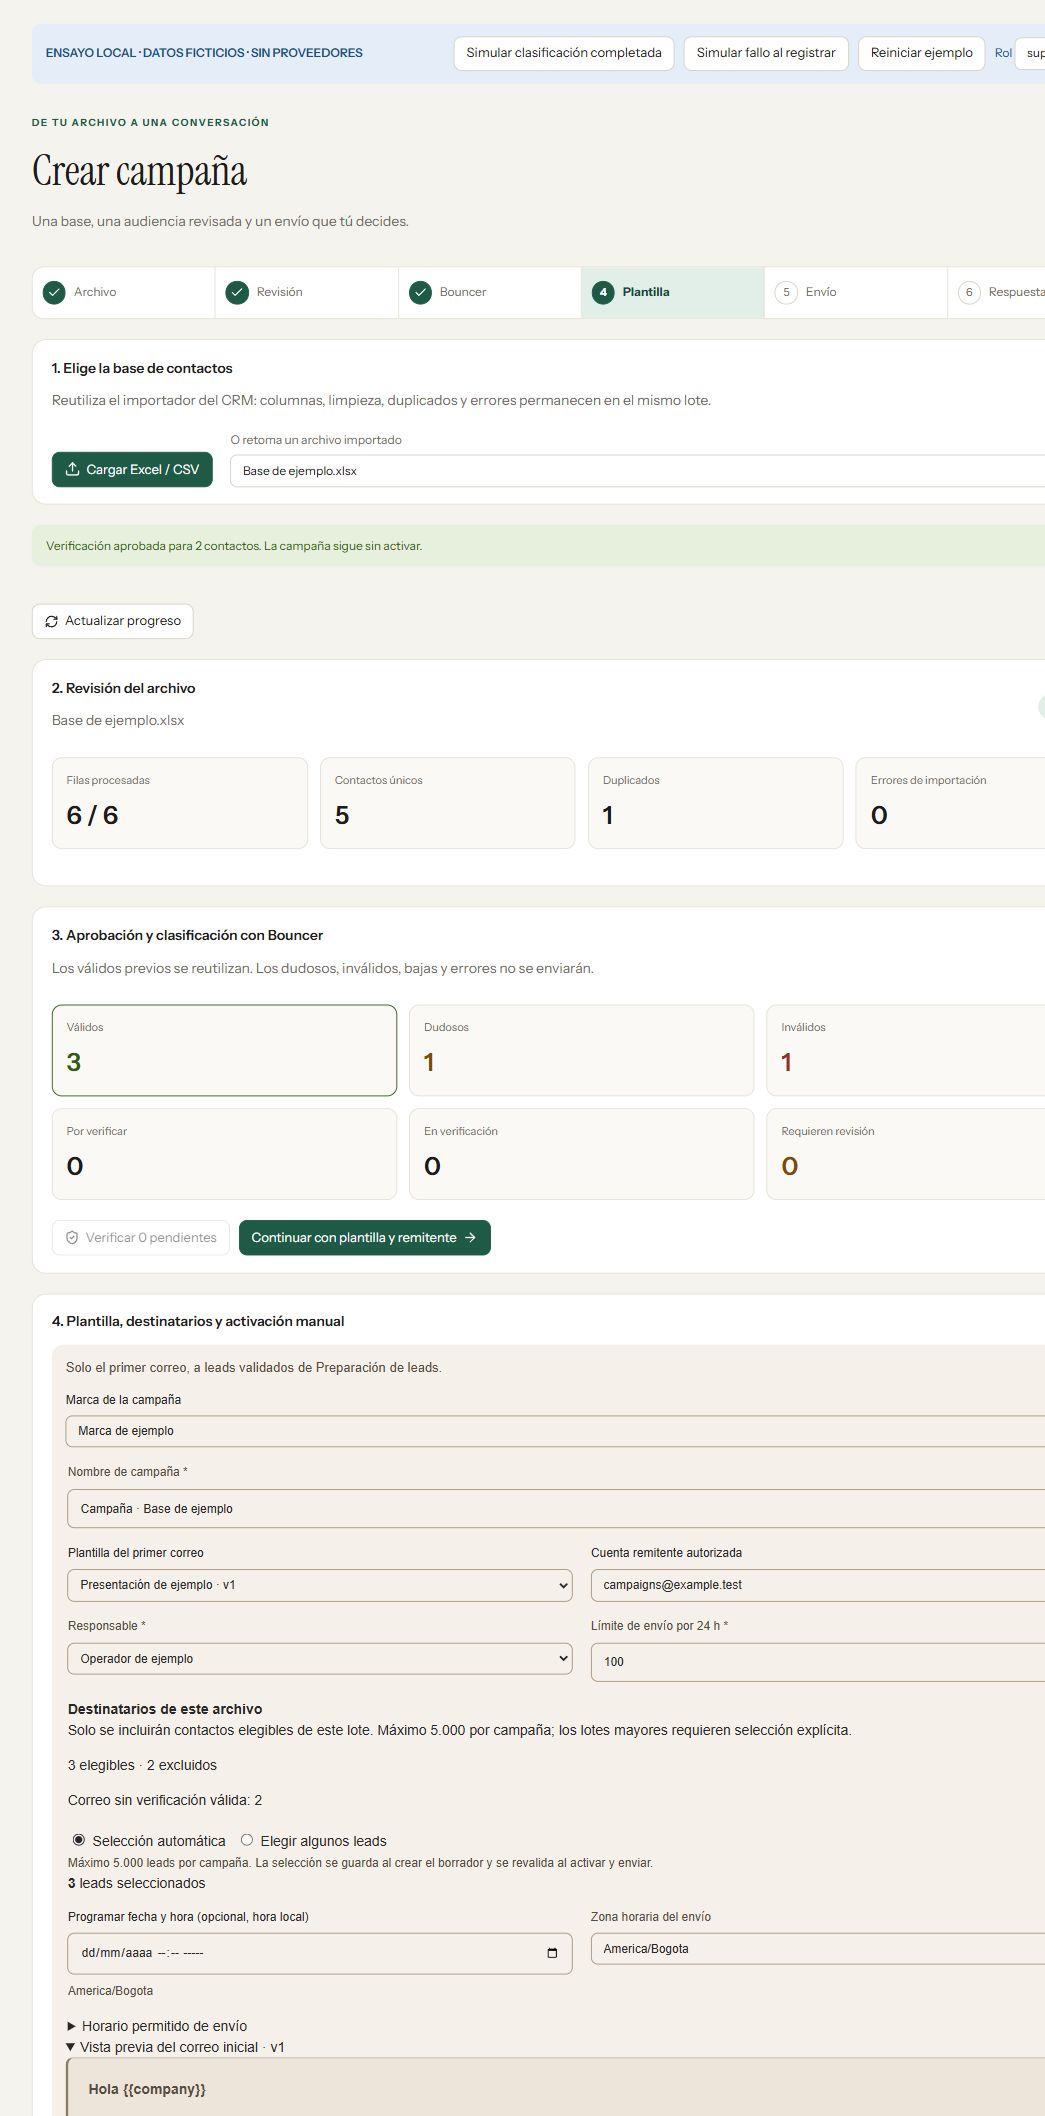 ENSAYO LOCAL · DATOS FICTICIOS · SIN PROVEEDORES
Simular clasificación completada
Simular fallo al registrar
Reiniciar ejemplo
Rol
sup
DE TU ARCHIVO A UNA CONVERSACIÓN
Crear campaña
Una base, una audiencia revisada y un envío que tú decides.
Archivo
Revisión
Bouncer
4 Plantilla
5 Envío
6 Respuesta
1. Elige la base de contactos
Reutiliza el importador del CRM: columnas, limpieza, duplicados y errores permanecen en el mismo lote.
O retoma un archivo importado
Cargar Excel / CSV
Base de ejemplo.xlsx
Verificación aprobada para 2 contactos. La campaña sigue sin activar.
Actualizar progreso
2. Revisión del archivo
Base de ejemplo.xlsx
Filas procesadas
6 / 6
Contactos únicos
5
Duplicados
1
Errores de importación
0
3. Aprobación y clasificación con Bouncer
Los válidos previos se reutilizan. Los dudosos, inválidos, bajas y errores no se enviarán.
Válidos
3
Dudosos
1
Inválidos
1
Por verificar
0
En verificación
0
Requieren revisión
0
Verificar 0 pendientes
Continuar con plantilla y remitente →
4. Plantilla, destinatarios y activación manual
Solo el primer correo, a leads validados de Preparación de leads.
Marca de la campaña
Marca de ejemplo
Nombre de campaña *
Campaña · Base de ejemplo
Plantilla del primer correo
Presentación de ejemplo · v1
Cuenta remitente autorizada
campaigns@example.test
Responsable *
Operador de ejemplo
Límite de envío por 24 h *
100
Destinatarios de este archivo
Solo se incluirán contactos elegibles de este lote. Máximo 5.000 por campaña; los lotes mayores requieren selección explícita.
3 elegibles · 2 excluidos
Correo sin verificación válida: 2
Selección automática
Elegir algunos leads
Máximo 5.000 leads por campaña. La selección se guarda al crear el borrador y se revalida al activar y enviar.
3 leads seleccionados
Programar fecha y hora (opcional, hora local)
dd/mm/aaaa --:-- -----
America/Bogota
Zona horaria del envío
America/Bogota
▶ Horario permitido de envío
▼ Vista previa del correo inicial · v1
Hola {{company}}